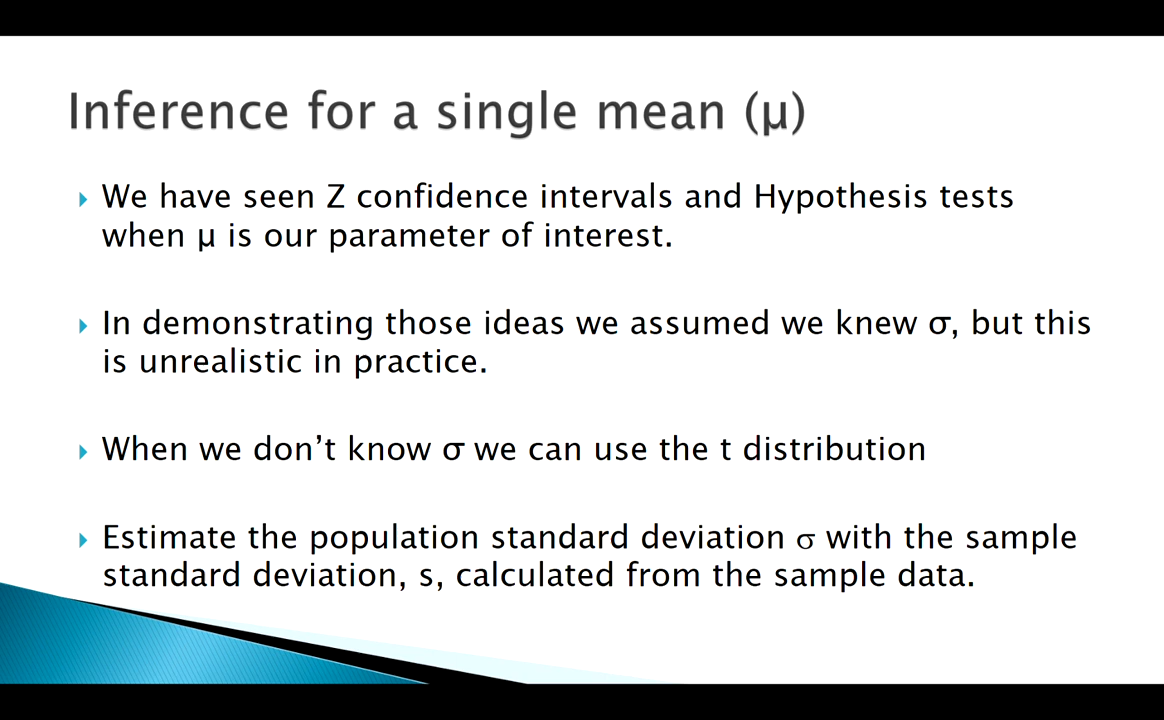 Inference for a single mean (μ)
We have seen Z confidence intervals and Hypothesis tests
when μ is our parameter of interest.
In demonstrating those ideas we assumed we knew σ, but this
is unrealistic in practice.
When we don’t know σ we can use the t distribution
Estimate the population standard deviation σ with the sample
standard deviation, s, calculated from the sample data.